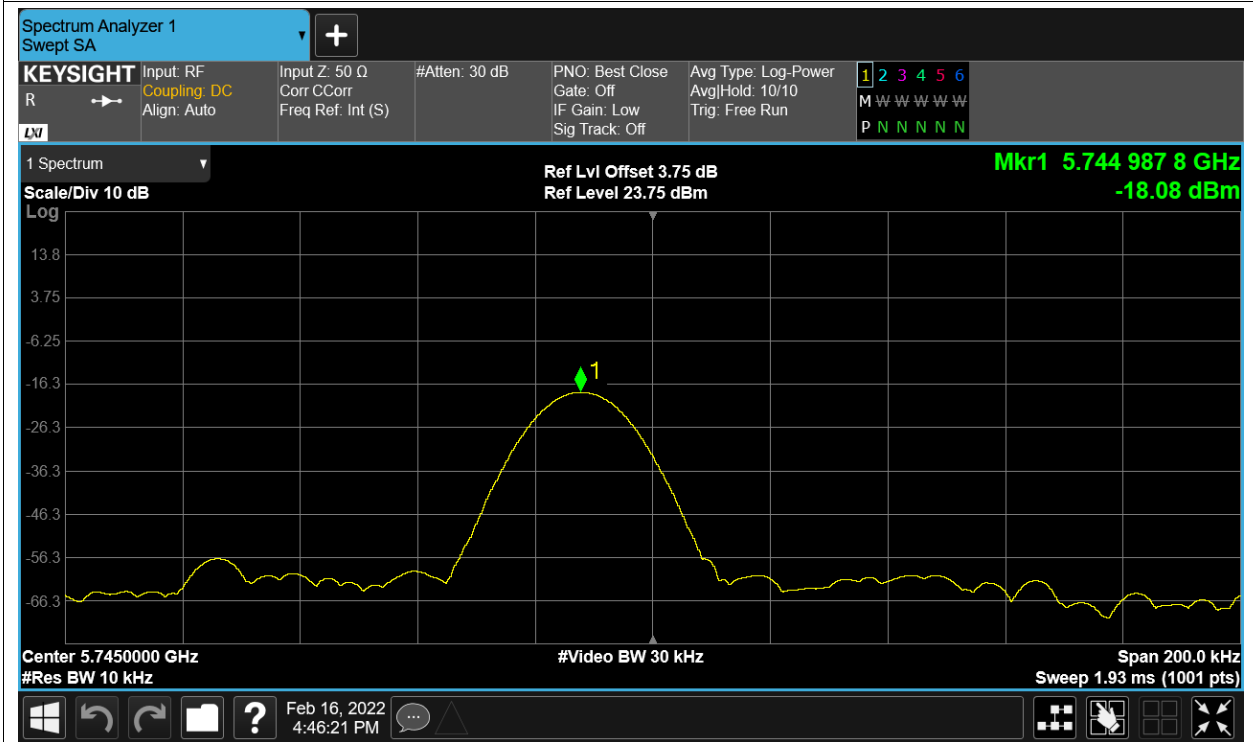 Spectrum Analyzer 1
Swept SA
KEYSIGHT
R
LXI
Input: RF
Coupling: DC
Align: Auto
Input Z: 50 Ω
Corr CCorr
Freq Ref: Int (S)
#Atten: 30 dB
PNO: Best Close
Gate: Off
IF Gain: Low
Sig Track: Off
Avg Type: Log-Power
Avg|Hold: 10/10
Trig: Free Run
1 2 3 4 5 6
M W W W W W
P N N N N N
1 Spectrum
Scale/Div 10 dB
Log
Ref Lvl Offset 3.75 dB
Ref Level 23.75 dBm
Mkr1 5.744 987 8 GHz
-18.08 dBm
13.8
3.75
-6.25
-16.3
-26.3
-36.3
-46.3
-56.3
-66.3
1
Center 5.7450000 GHz
#Res BW 10 kHz
#Video BW 30 kHz
Span 200.0 kHz
Sweep 1.93 ms (1001 pts)
?
Feb 16, 2022
4:46:21 PM